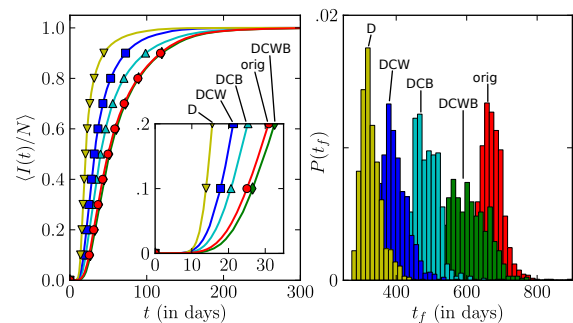 1.0
0.8
0.6
0.4
0.2
0.0
⟨I(t)/N⟩
0
100
200
300
t (in days)
D
DCW
DCB
orig
DCWB
.2
.1
0
0
10
20
30
.02
0
P(t_f)
D
DCW
DCB
DCWB
orig
400
600
800
t_f (in days)